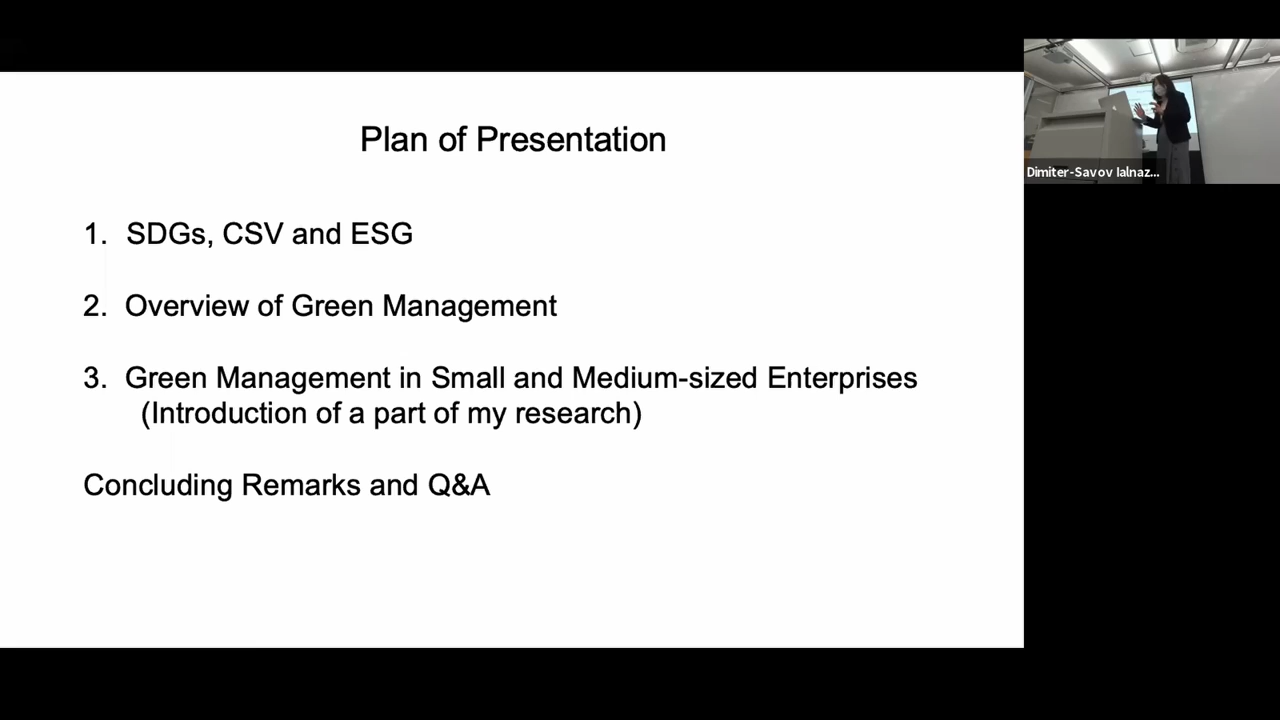 Plan of Presentation
1. SDGs, CSV and ESG
2. Overview of Green Management
3. Green Management in Small and Medium-sized Enterprises
(Introduction of a part of my research)
Concluding Remarks and Q&A
Dimiter-Savov Ialnaz...